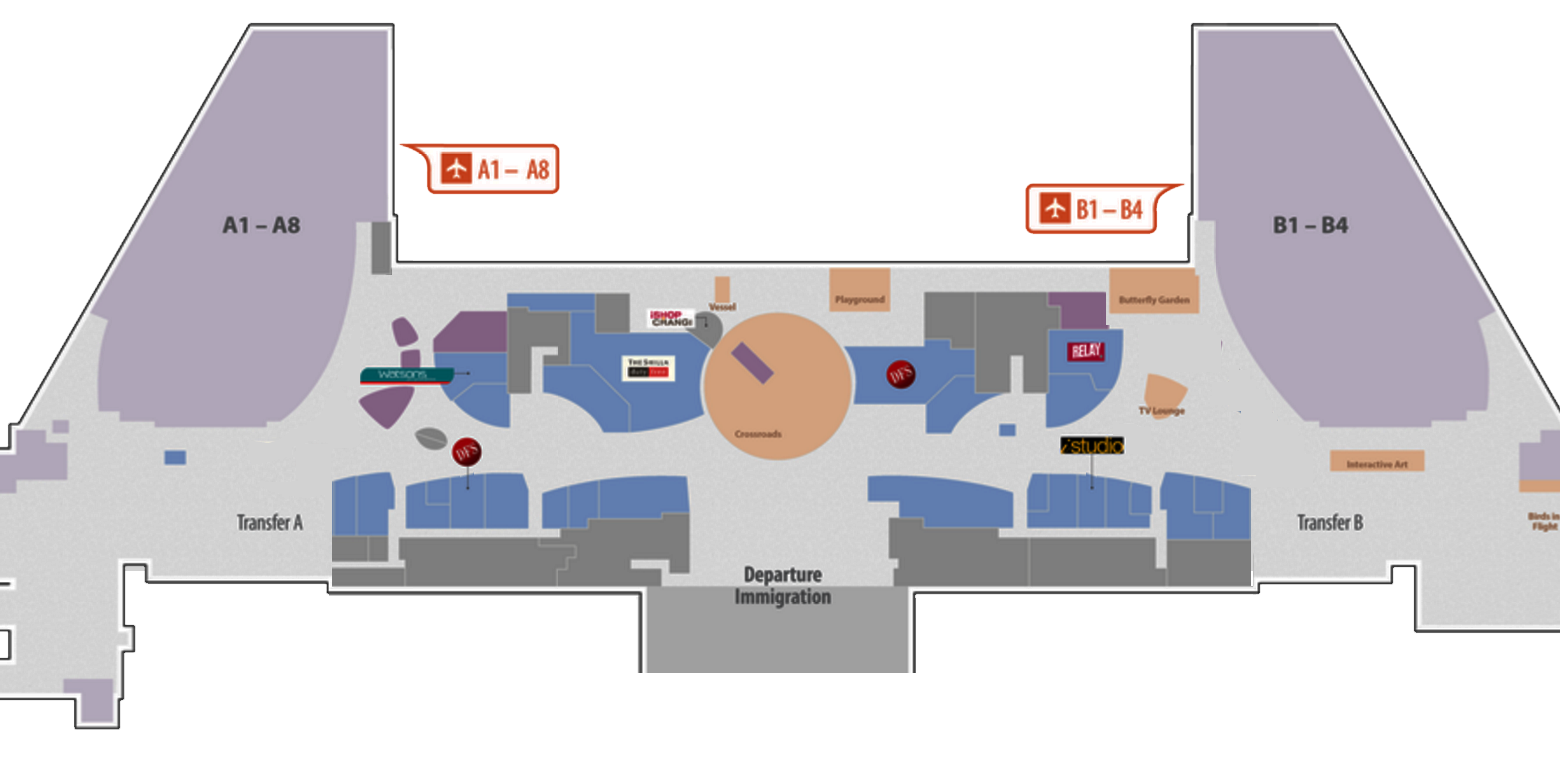 A1 – A8
B1 – B4
A1 – A8
B1 – B4
Playground
Butterfly Garden
Vessel
iSHOP
CHANGi
RELAY
THE SHILLA
duty free
watsons
DFS
TV Lounge
Crossroads
DFS
istudio
Interactive Art
Transfer A
Transfer B
Birds in
Flight
Departure
Immigration